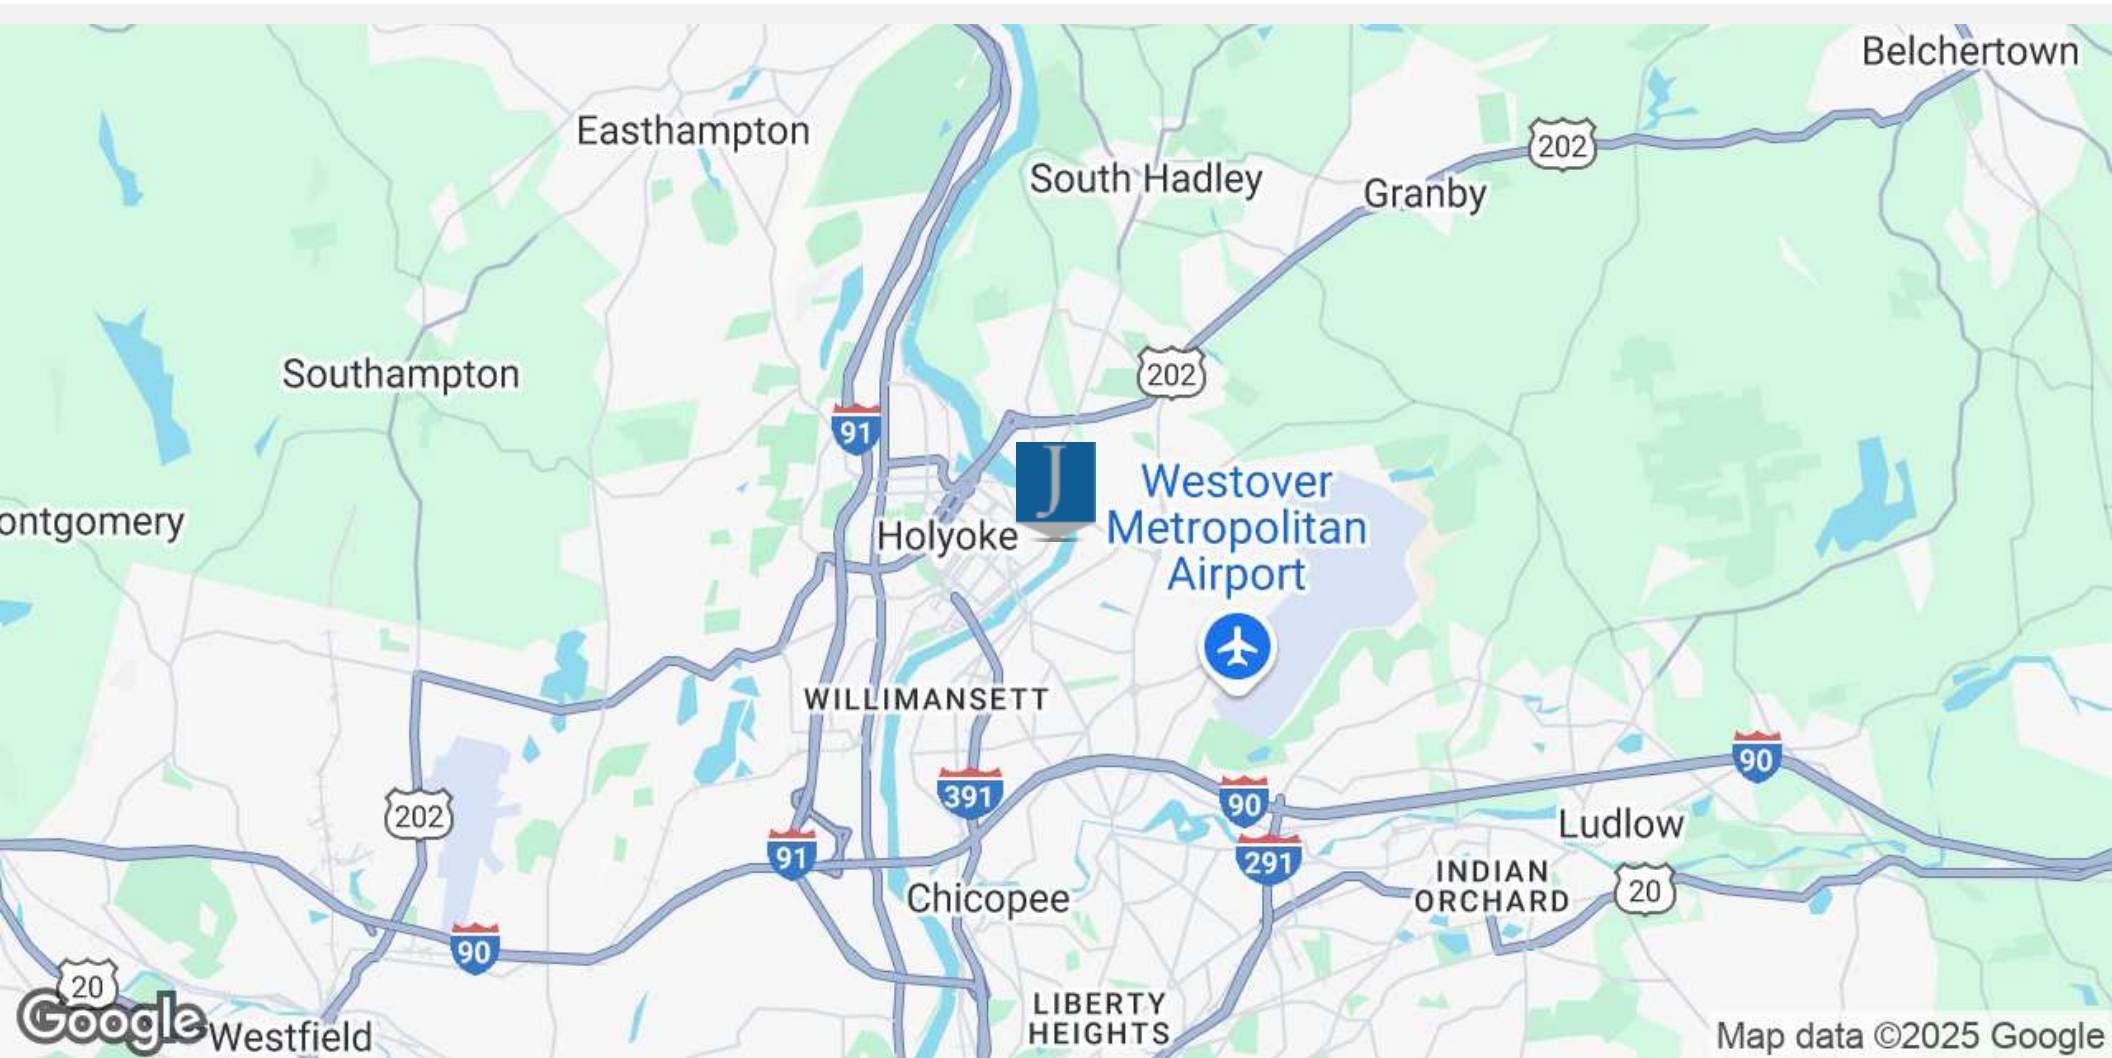 Belchertown
Easthampton
202
South Hadley
Granby
Southampton
202
91
J
Westover
Metropolitan
Airport
ontgomery
Holyoke
WILLIMANSETT
90
391
90
202
Ludlow
91
291
INDIAN
ORCHARD
20
Chicopee
90
20
LIBERTY
HEIGHTS
Google
Westfield
Map data ©2025 Google